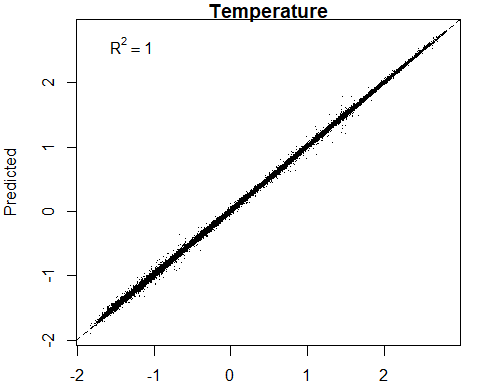 Temperature
R² = 1
Predicted
2
1
0
-1
-2
-2 -1 0 1 2